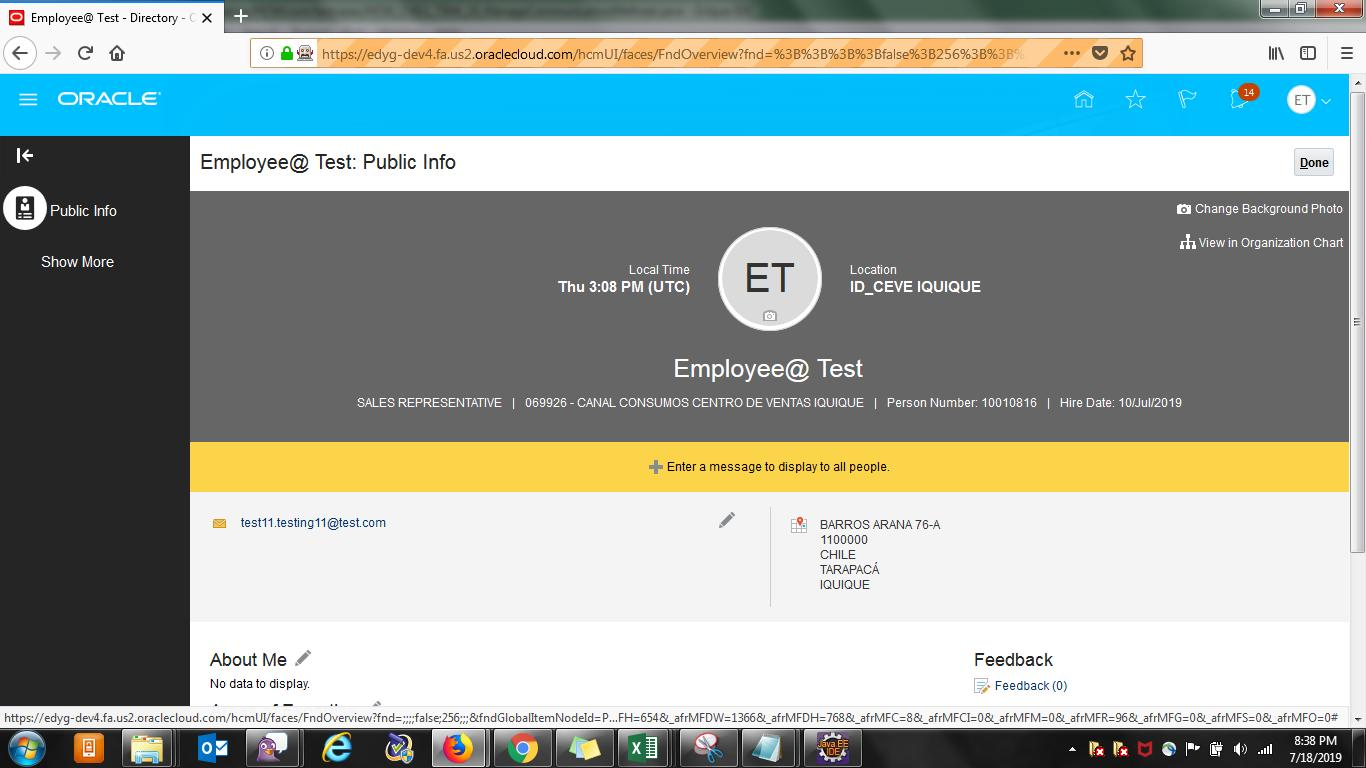 Employee@ Test - Directory - O
https://edyg-dev4.fa.us2.oraclecloud.com/hcmUI/faces/FndOverview?fnd=%3B%3B%3B%3Bfalse%3B256%3B%3B%
ORACLE
14
ET
Employee@ Test: Public Info
Done
Public Info
Show More
Change Background Photo
View in Organization Chart
Local Time
Thu 3:08 PM (UTC)
ET
Location
ID_CEVE IQUIQUE
Employee@ Test
SALES REPRESENTATIVE | 069926 - CANAL CONSUMOS CENTRO DE VENTAS IQUIQUE | Person Number: 10010816 | Hire Date: 10/Jul/2019
Enter a message to display to all people.
test11.testing11@test.com
BARROS ARANA 76-A
1100000
CHILE
TARAPACÁ
IQUIQUE
About Me
No data to display.
Feedback
Feedback (0)
https://edyg-dev4.fa.us2.oraclecloud.com/hcmUI/faces/FndOverview?fnd=;;;;false;256;;;&fndGlobalItemNodeId=P...FH=654&_afrMFDW=1366&_afrMFDH=768&_afrMFC=8&_afrMFCI=0&_afrMFM=0&_afrMFR=96&_afrMFG=0&_afrMFS=0&_afrMFO=0#
Java EE
IDE
8:38 PM
7/18/2019